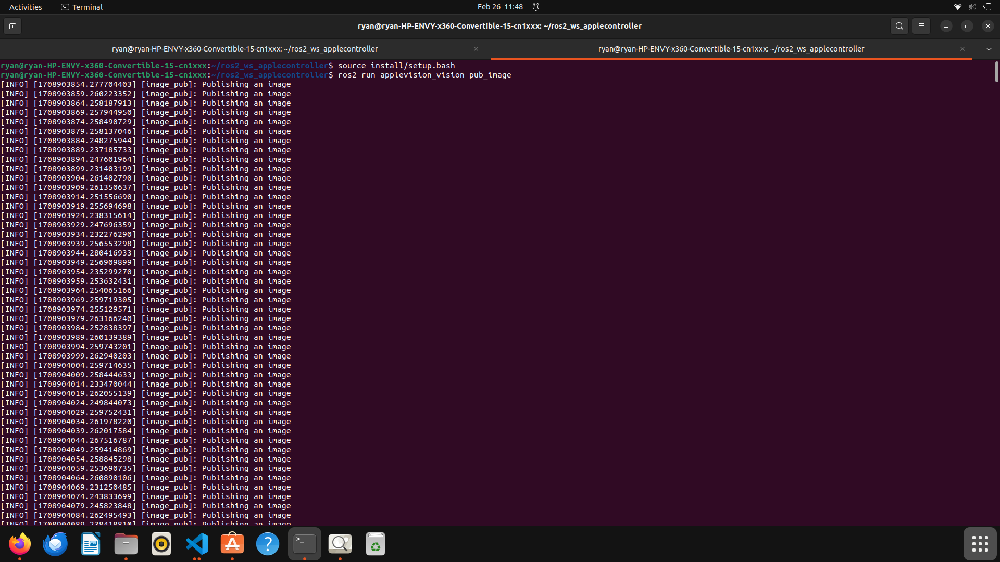 Activities
Terminal
Feb 26 11:48
ryan@ryan-HP-ENVY-x360-Convertible-15-cn1xxx: ~/ros2_ws_applecontroller
ryan@ryan-HP-ENVY-x360-Convertible-15-cn1xxx: ~/ros2_ws_applecontroller
ryan@ryan-HP-ENVY-x360-Convertible-15-cn1xxx: ~/ros2_ws_applecontroller
ryan@ryan-HP-ENVY-x360-Convertible-15-cn1xxx:~/ros2_ws_applecontroller$ source install/setup.bash
ryan@ryan-HP-ENVY-x360-Convertible-15-cn1xxx:~/ros2_ws_applecontroller$ ros2 run applevision_vision pub_image
[INFO] [1708903854.277704403] [image_pub]: Publishing an image
[INFO] [1708903859.260223352] [image_pub]: Publishing an image
[INFO] [1708903864.258187913] [image_pub]: Publishing an image
[INFO] [1708903869.257944950] [image_pub]: Publishing an image
[INFO] [1708903874.258490729] [image_pub]: Publishing an image
[INFO] [1708903879.258137046] [image_pub]: Publishing an image
[INFO] [1708903884.248275944] [image_pub]: Publishing an image
[INFO] [1708903889.237185733] [image_pub]: Publishing an image
[INFO] [1708903894.247601964] [image_pub]: Publishing an image
[INFO] [1708903899.231403199] [image_pub]: Publishing an image
[INFO] [1708903904.261402790] [image_pub]: Publishing an image
[INFO] [1708903909.261350637] [image_pub]: Publishing an image
[INFO] [1708903914.251556690] [image_pub]: Publishing an image
[INFO] [1708903919.255694698] [image_pub]: Publishing an image
[INFO] [1708903924.238315614] [image_pub]: Publishing an image
[INFO] [1708903929.247696359] [image_pub]: Publishing an image
[INFO] [1708903934.232276290] [image_pub]: Publishing an image
[INFO] [1708903939.256553298] [image_pub]: Publishing an image
[INFO] [1708903944.280416933] [image_pub]: Publishing an image
[INFO] [1708903949.256909899] [image_pub]: Publishing an image
[INFO] [1708903954.235299270] [image_pub]: Publishing an image
[INFO] [1708903959.253632431] [image_pub]: Publishing an image
[INFO] [1708903964.254065166] [image_pub]: Publishing an image
[INFO] [1708903969.259719305] [image_pub]: Publishing an image
[INFO] [1708903974.255129571] [image_pub]: Publishing an image
[INFO] [1708903979.263166240] [image_pub]: Publishing an image
[INFO] [1708903984.252838397] [image_pub]: Publishing an image
[INFO] [1708903989.260139389] [image_pub]: Publishing an image
[INFO] [1708903994.259743201] [image_pub]: Publishing an image
[INFO] [1708903999.262940203] [image_pub]: Publishing an image
[INFO] [1708904004.259714635] [image_pub]: Publishing an image
[INFO] [1708904009.258444633] [image_pub]: Publishing an image
[INFO] [1708904014.233470044] [image_pub]: Publishing an image
[INFO] [1708904019.262055139] [image_pub]: Publishing an image
[INFO] [1708904024.249844073] [image_pub]: Publishing an image
[INFO] [1708904029.259752431] [image_pub]: Publishing an image
[INFO] [1708904034.261978220] [image_pub]: Publishing an image
[INFO] [1708904039.262017584] [image_pub]: Publishing an image
[INFO] [1708904044.267516787] [image_pub]: Publishing an image
[INFO] [1708904049.259414869] [image_pub]: Publishing an image
[INFO] [1708904054.258845298] [image_pub]: Publishing an image
[INFO] [1708904059.253690735] [image_pub]: Publishing an image
[INFO] [1708904064.260890106] [image_pub]: Publishing an image
[INFO] [1708904069.231250485] [image_pub]: Publishing an image
[INFO] [1708904074.243833699] [image_pub]: Publishing an image
[INFO] [1708904079.245823848] [image_pub]: Publishing an image
[INFO] [1708904084.262495493] [image_pub]: Publishing an image
[INFO] [1708904089.238418810] [image_pub]: Publishing an image